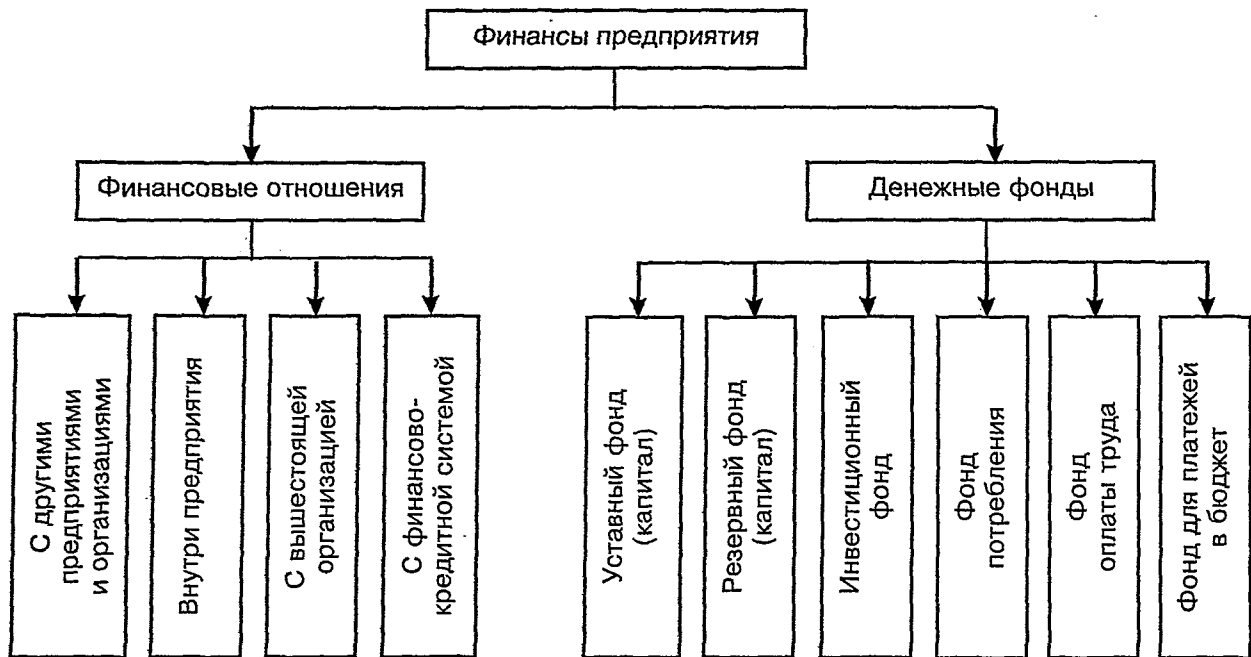 Финансы предприятия
Финансовые отношения
Денежные фонды
С другими
предприятиями
и организациями
Внутри предприятия
С вышестоящей
организацией
С финансово-
кредитной системой
Уставный фонд
(капитал)
Резервный фонд
(капитал)
Инвестиционный
фонд
Фонд
потребления
Фонд
оплаты труда
Фонд для платежей
в бюджет